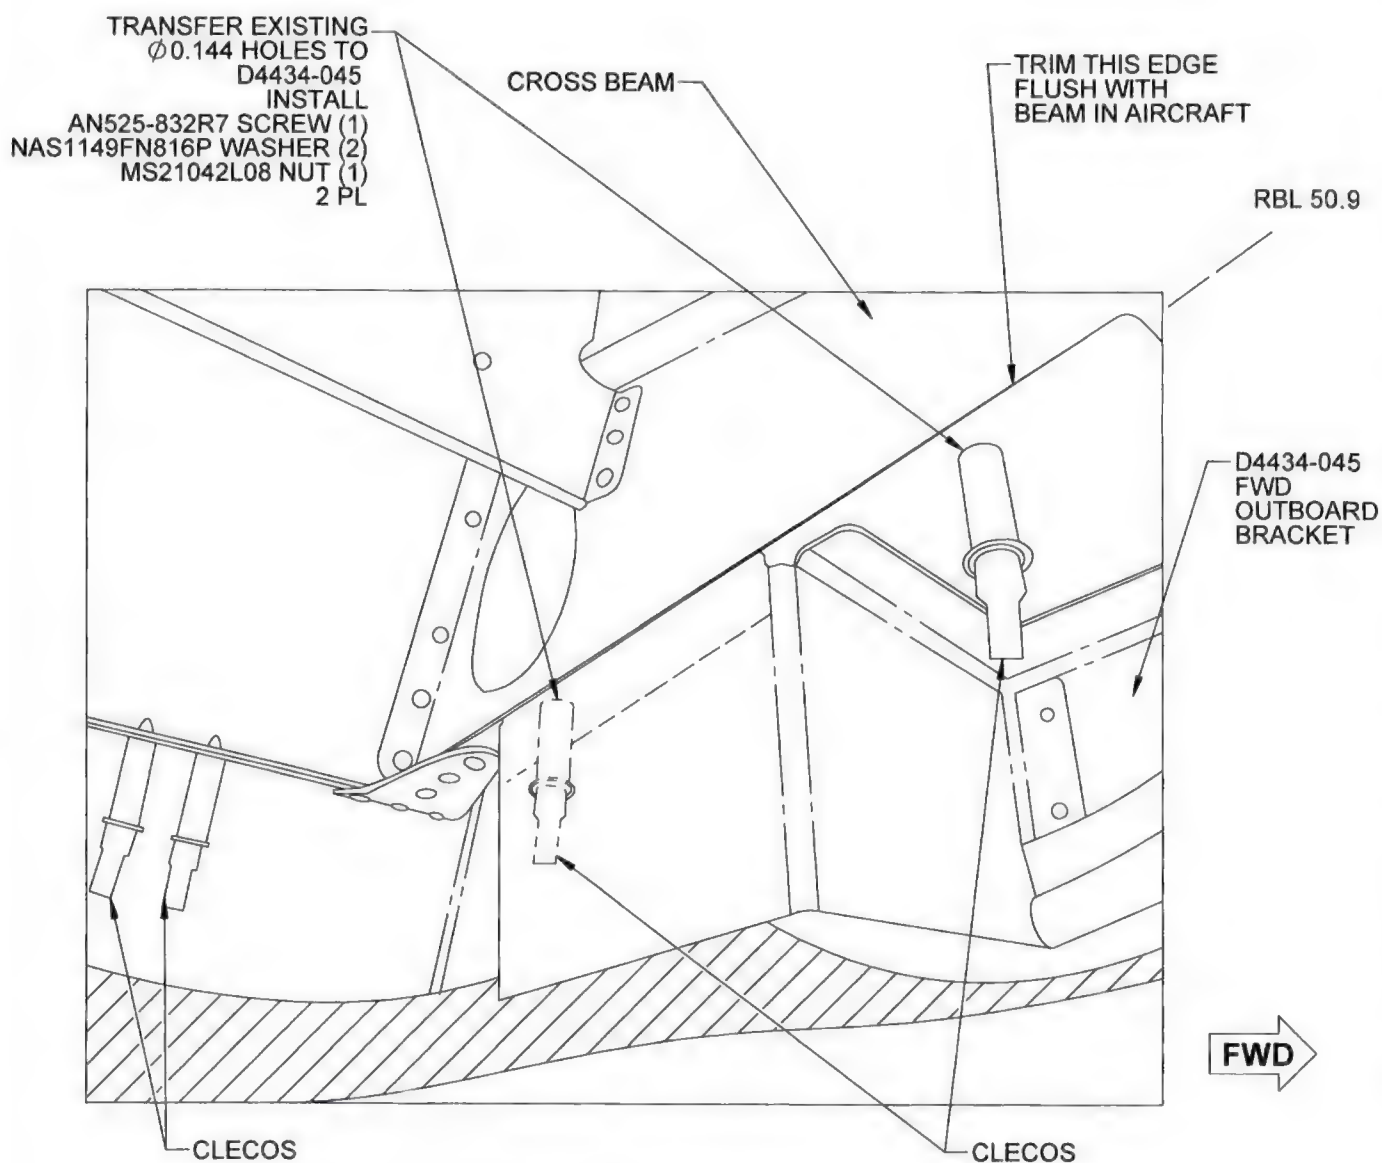 TRANSFER EXISTING
∅0.144 HOLES TO
D4434-045
INSTALL
AN525-832R7 SCREW (1)
NAS1149FN816P WASHER (2)
MS21042L08 NUT (1)
2 PL
CROSS BEAM
TRIM THIS EDGE
FLUSH WITH
BEAM IN AIRCRAFT
RBL 50.9
D4434-045
FWD
OUTBOARD
BRACKET
FWD
CLECOS
CLECOS